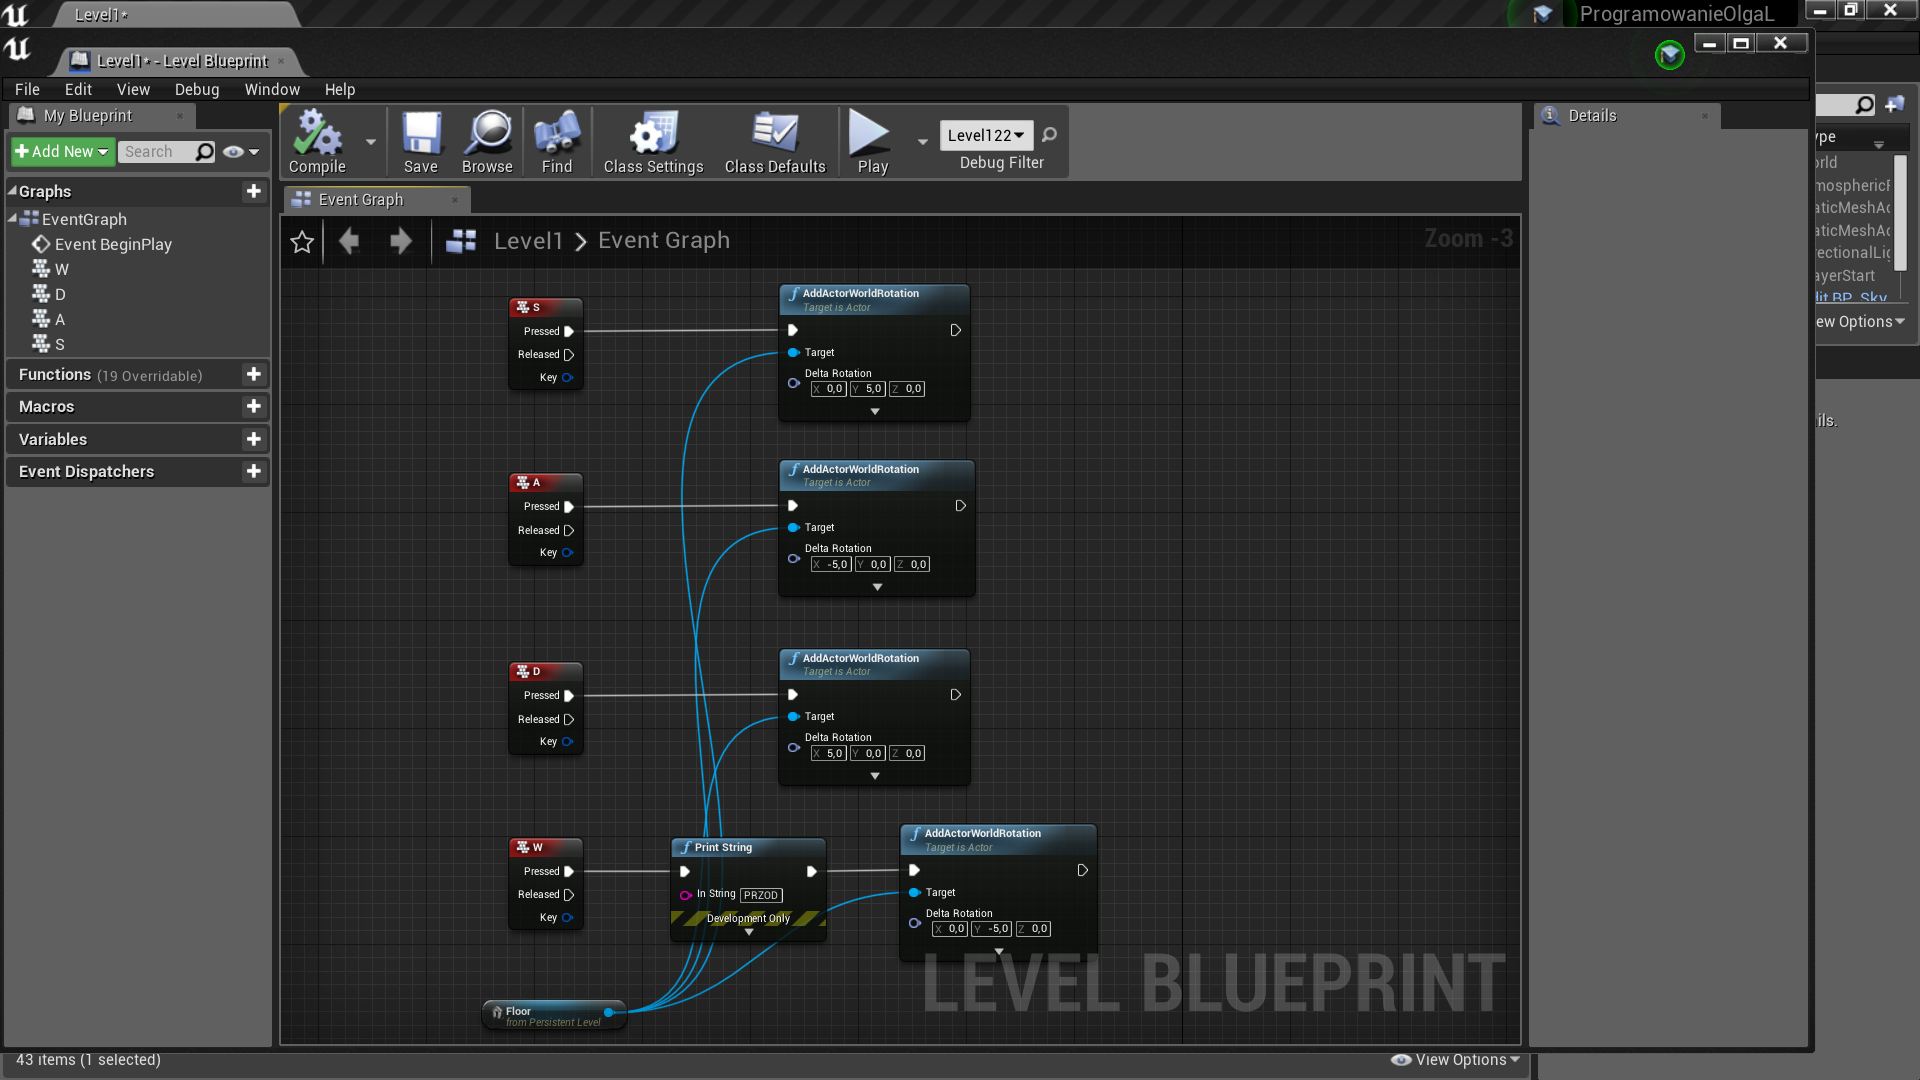 Level1*
ProgramowanieOlgaL
Level1* - Level Blueprint
File Edit View Debug Window Help
My Blueprint
Details
Add New
Search
Compile
Save
Browse
Find
Class Settings
Class Defaults
Play
Level122
Debug Filter
Graphs
EventGraph
Event BeginPlay
W
D
A
S
Functions (19 Overridable)
Macros
Variables
Event Dispatchers
Event Graph
Level1 > Event Graph
Zoom -3
S
Pressed
Released
Key
AddActorWorldRotation
Target is Actor
Target
Delta Rotation
X 0,0 Y 5,0 Z 0,0
A
Pressed
Released
Key
AddActorWorldRotation
Target is Actor
Target
Delta Rotation
X -5,0 Y 0,0 Z 0,0
D
Pressed
Released
Key
AddActorWorldRotation
Target is Actor
Target
Delta Rotation
X 5,0 Y 0,0 Z 0,0
W
Pressed
Released
Key
Print String
In String PRZOD
Development Only
AddActorWorldRotation
Target is Actor
Target
Delta Rotation
X 0,0 Y -5,0 Z 0,0
Floor
from Persistent Level
LEVEL BLUEPRINT
ype
orld
mospheric
aticMeshAc
aticMeshAc
rectionalLig
ayerStart
dit BP_Sky
ew Options
ils.
43 items (1 selected)
View Options